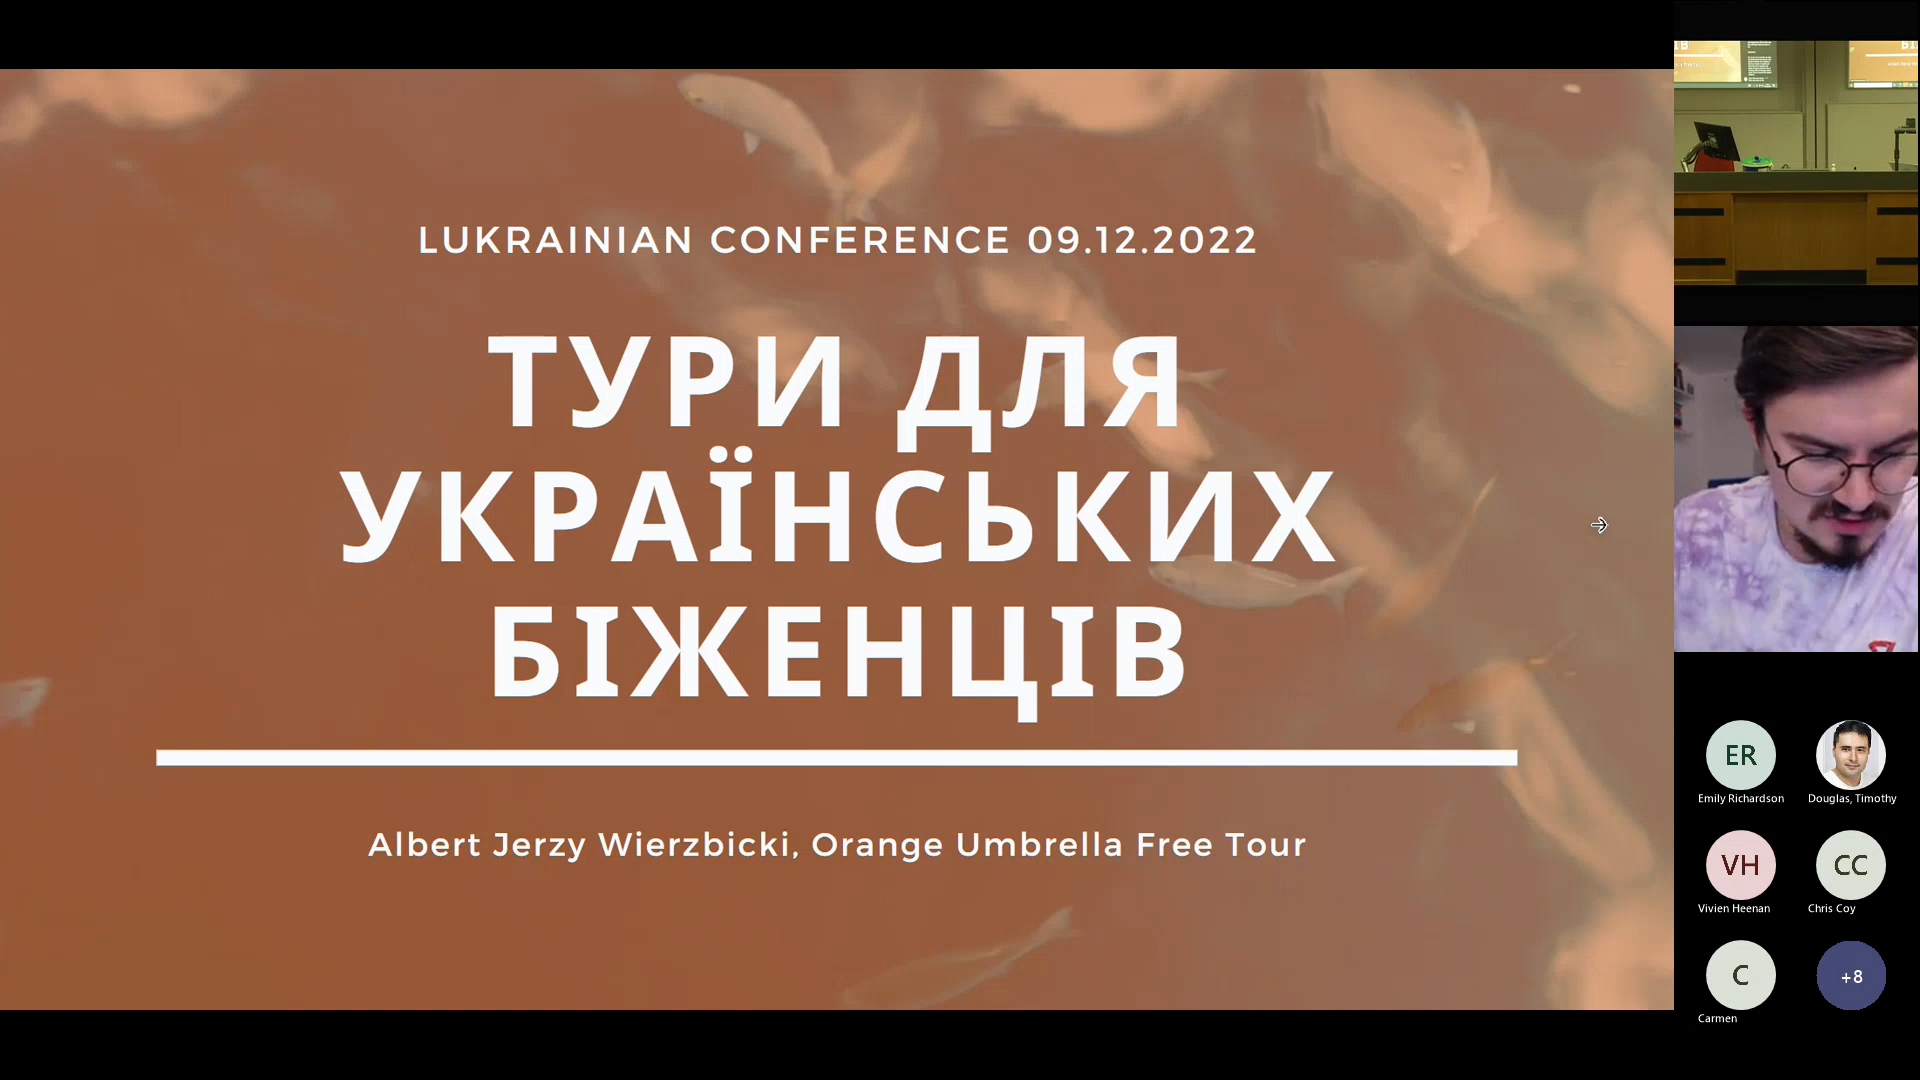 LUKRAINIAN CONFERENCE 09.12.2022
ТУРИ ДЛЯ
УКРАЇНСЬКИХ
БІЖЕНЦІВ
Albert Jerzy Wierzbicki, Orange Umbrella Free Tour
ER
Emily Richardson
Douglas, Timothy
VH
Vivien Heenan
CC
Chris Coy
C
Carmen
+8